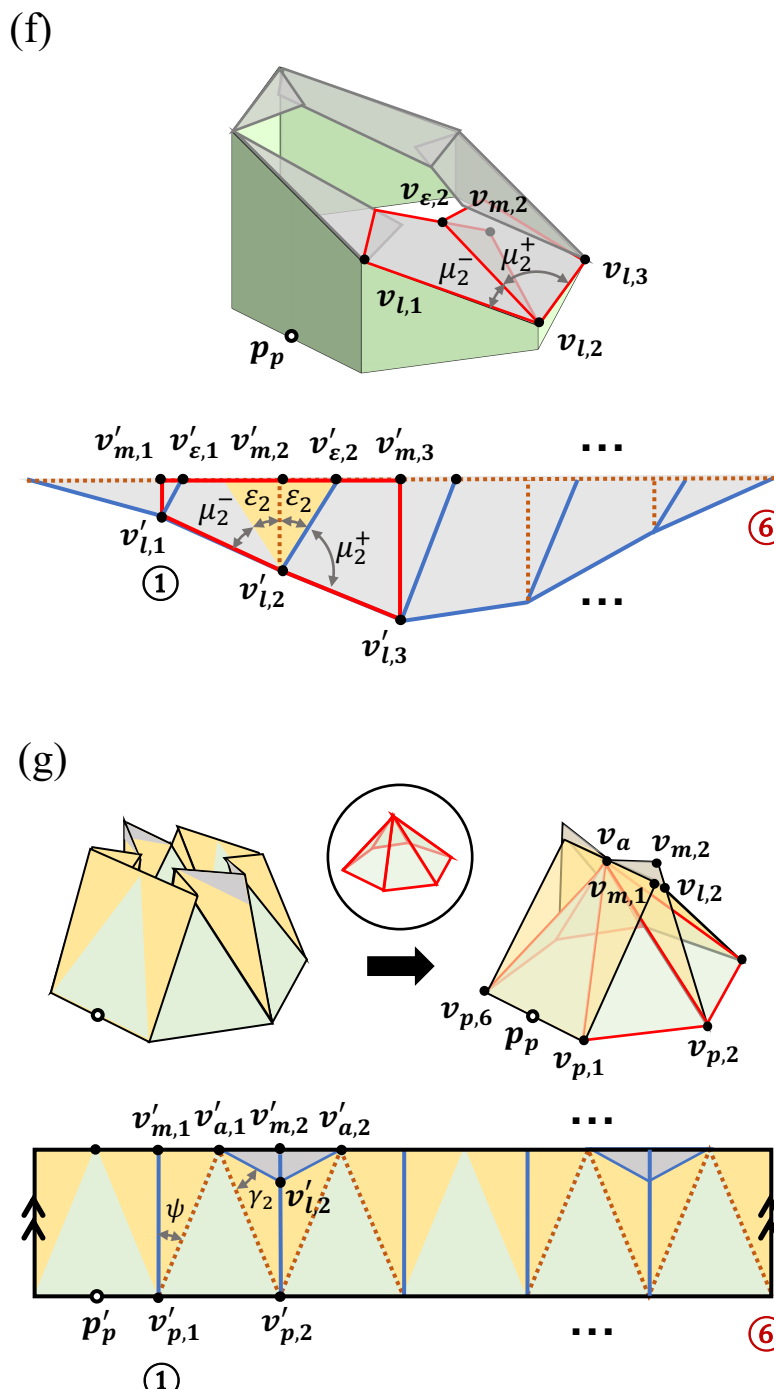 (f)
v_{ε,2} v_{m,2}
μ_2^- μ_2^+
v_{l,1} v_{l,3}
p_p v_{l,2}
v'_{m,1} v'_{ε,1} v'_{m,2} v'_{ε,2} v'_{m,3} ...
μ_2^- ε_2 ε_2 μ_2^+
v'_{l,1}
① v'_{l,2} ... ⑥
v'_{l,3}
(g)
v_a v_{m,2}
v_{m,1} v_{l,2}
v_{p,6} p_p v_{p,1} v_{p,2}
v'_{m,1} v'_{a,1} v'_{m,2} v'_{a,2} ...
ψ γ_2 v'_{l,2}
p'_p v'_{p,1} v'_{p,2} ...
① ⑥